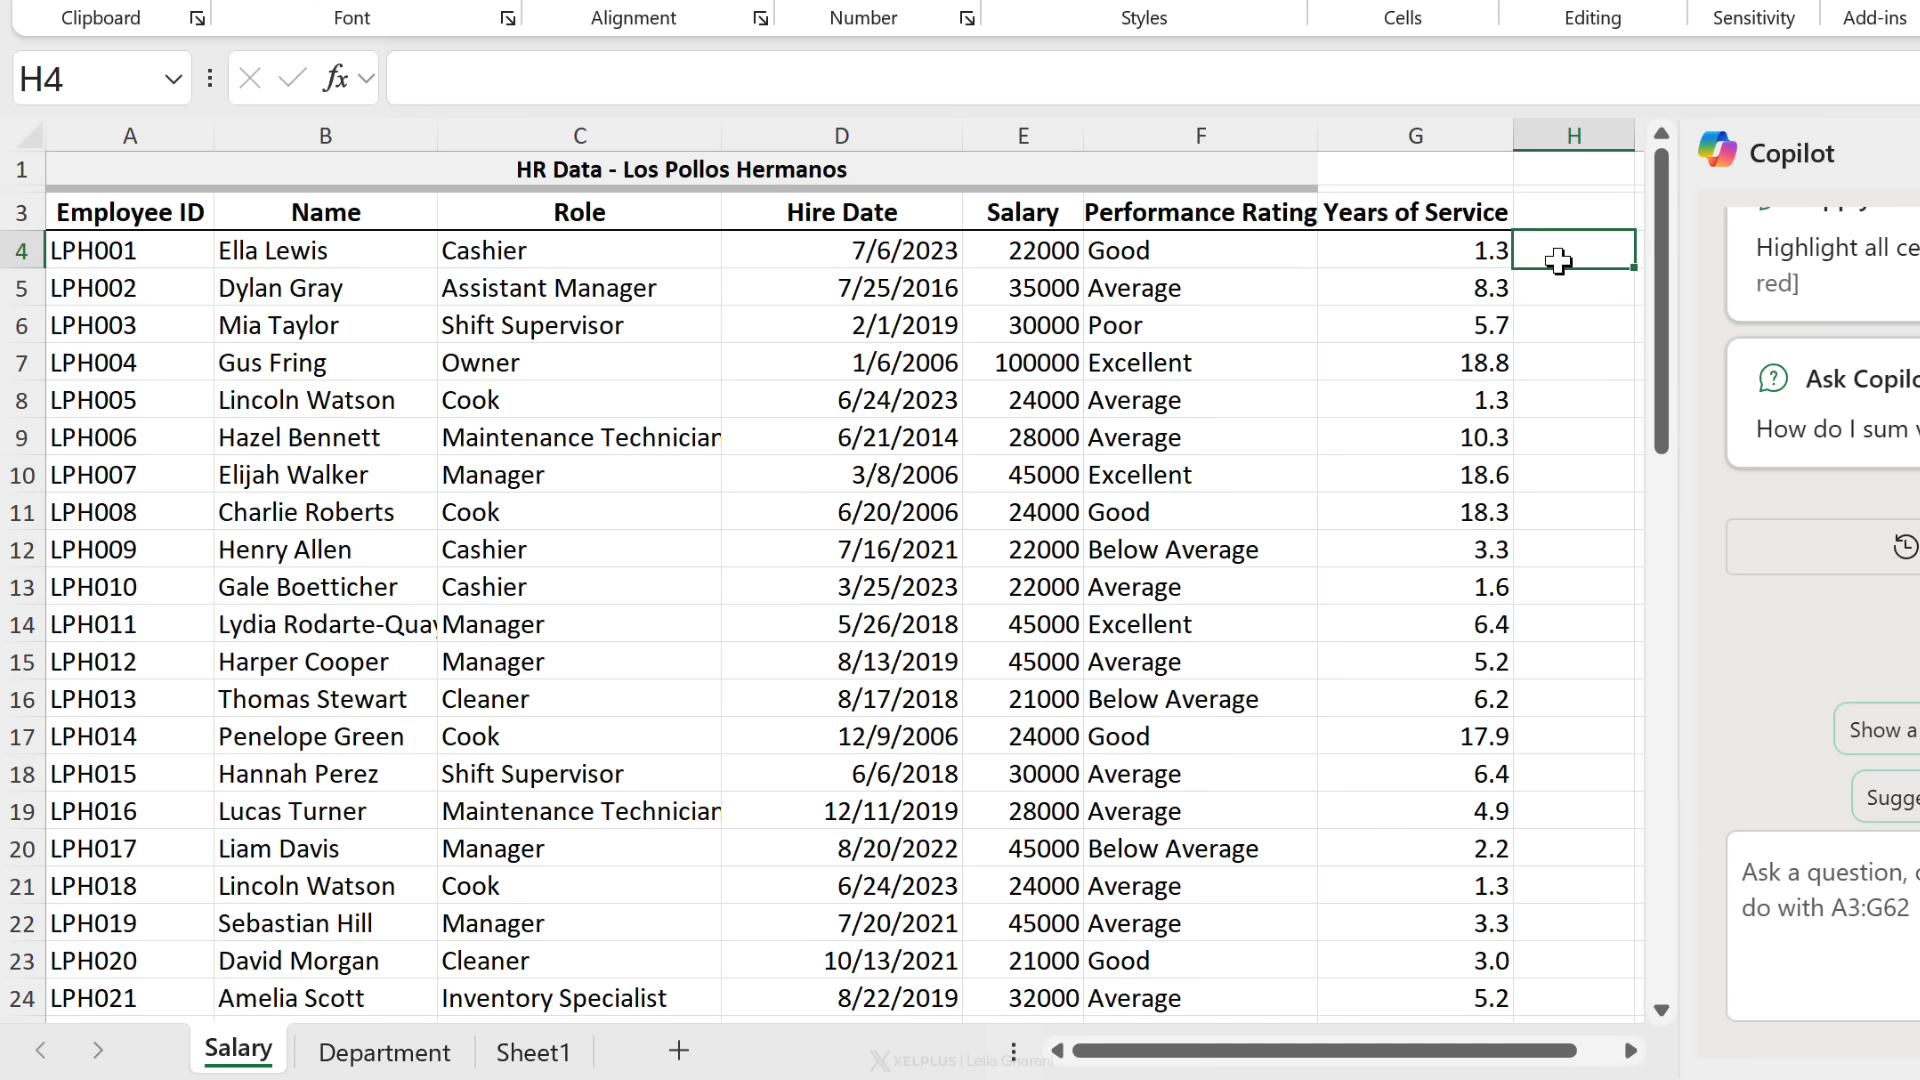 Clipboard Font Alignment Number Styles Cells Editing Sensitivity Add-ins
H4 fx
A B C D E F G H
1 HR Data - Los Pollos Hermanos
3 Employee ID Name Role Hire Date Salary Performance Rating Years of Service
4 LPH001 Ella Lewis Cashier 7/6/2023 22000 Good 1.3
5 LPH002 Dylan Gray Assistant Manager 7/25/2016 35000 Average 8.3
6 LPH003 Mia Taylor Shift Supervisor 2/1/2019 30000 Poor 5.7
7 LPH004 Gus Fring Owner 1/6/2006 100000 Excellent 18.8
8 LPH005 Lincoln Watson Cook 6/24/2023 24000 Average 1.3
9 LPH006 Hazel Bennett Maintenance Technician 6/21/2014 28000 Average 10.3
10 LPH007 Elijah Walker Manager 3/8/2006 45000 Excellent 18.6
11 LPH008 Charlie Roberts Cook 6/20/2006 24000 Good 18.3
12 LPH009 Henry Allen Cashier 7/16/2021 22000 Below Average 3.3
13 LPH010 Gale Boetticher Cashier 3/25/2023 22000 Average 1.6
14 LPH011 Lydia Rodarte-Quay Manager 5/26/2018 45000 Excellent 6.4
15 LPH012 Harper Cooper Manager 8/13/2019 45000 Average 5.2
16 LPH013 Thomas Stewart Cleaner 8/17/2018 21000 Below Average 6.2
17 LPH014 Penelope Green Cook 12/9/2006 24000 Good 17.9
18 LPH015 Hannah Perez Shift Supervisor 6/6/2018 30000 Average 6.4
19 LPH016 Lucas Turner Maintenance Technician 12/11/2019 28000 Average 4.9
20 LPH017 Liam Davis Manager 8/20/2022 45000 Below Average 2.2
21 LPH018 Lincoln Watson Cook 6/24/2023 24000 Average 1.3
22 LPH019 Sebastian Hill Manager 7/20/2021 45000 Average 3.3
23 LPH020 David Morgan Cleaner 10/13/2021 21000 Good 3.0
24 LPH021 Amelia Scott Inventory Specialist 8/22/2019 32000 Average 5.2
Salary Department Sheet1
XELPLUS | Leila Gharani
Copilot
Highlight all ce
red]
Ask Copilo
How do I sum
Show a
Sugge
Ask a question,
do with A3:G62